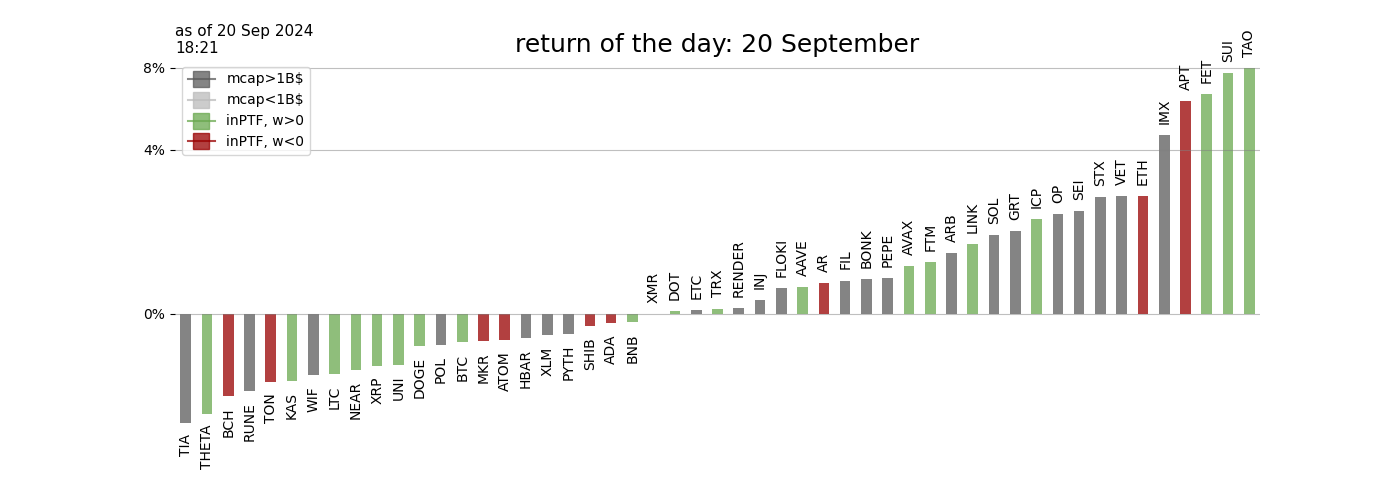 as of 20 Sep 2024
18:21
return of the day: 20 September
8%
4%
0%
mcap>1B$
mcap<1B$
inPTF, w>0
inPTF, w<0
TIA
THETA
BCH
RUNE
TON
KAS
WIF
LTC
NEAR
XRP
UNI
DOGE
POL
BTC
MKR
ATOM
HBAR
XLM
PYTH
SHIB
ADA
BNB
XMR
DOT
ETC
TRX
RENDER
INJ
FLOKI
AAVE
AR
FIL
BONK
PEPE
AVAX
FTM
ARB
LINK
SOL
GRT
ICP
OP
SEI
STX
VET
ETH
IMX
APT
FET
SUI
TAO